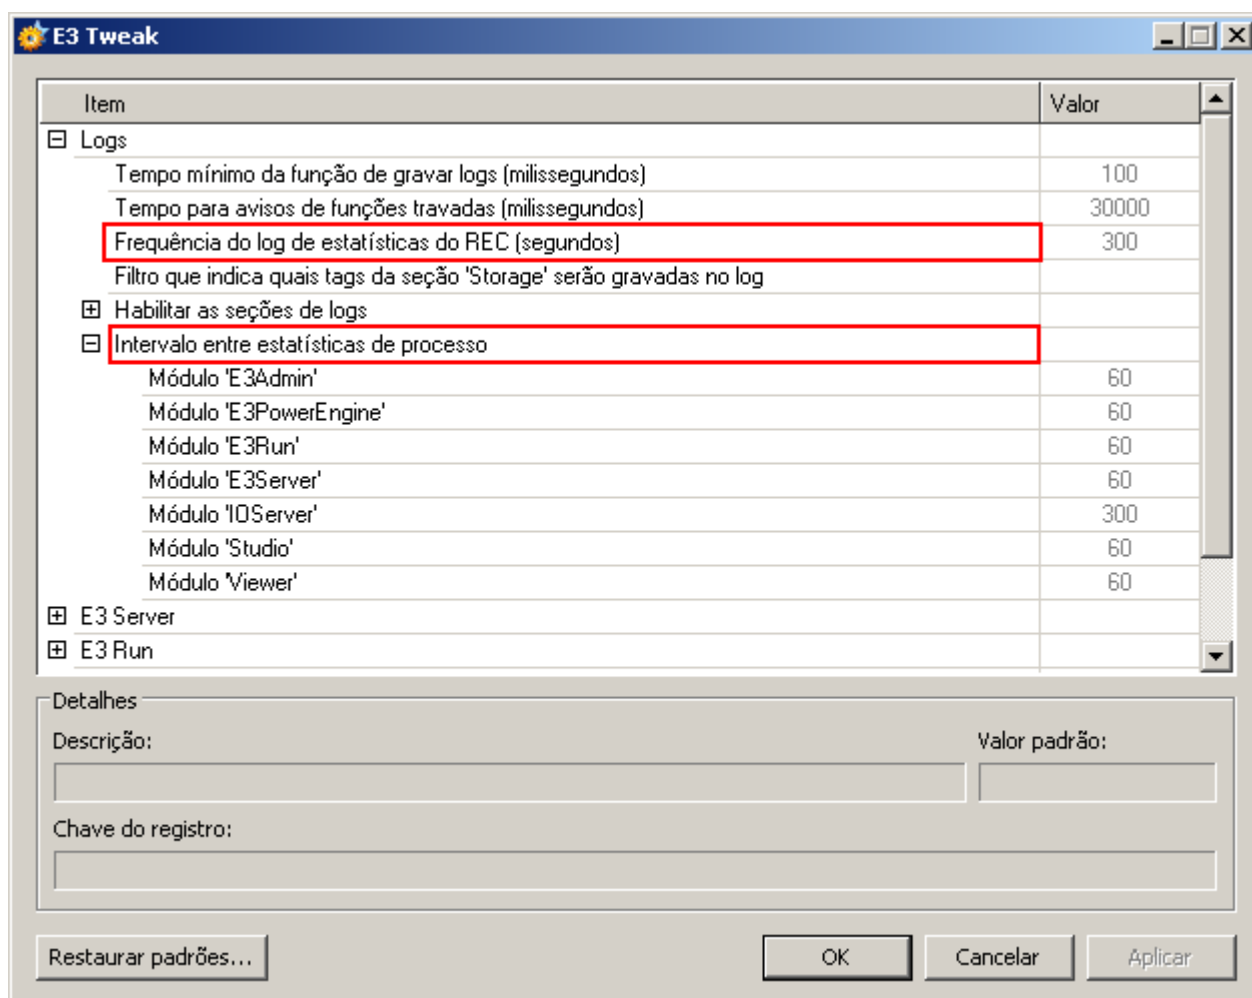 E3 Tweak
Item Valor
Logs
Tempo mínimo da função de gravar logs (milissegundos) 100
Tempo para avisos de funções travadas (milissegundos) 30000
Frequência do log de estatísticas do REC (segundos) 300
Filtro que indica quais tags da seção 'Storage' serão gravadas no log
Habilitar as seções de logs
Intervalo entre estatísticas de processo
Módulo 'E3Admin' 60
Módulo 'E3PowerEngine' 60
Módulo 'E3Run' 60
Módulo 'E3Server' 60
Módulo 'IOServer' 300
Módulo 'Studio' 60
Módulo 'Viewer' 60
E3 Server
E3 Run
Detalhes
Descrição: Valor padrão:
Chave do registro:
Restaurar padrões... OK Cancelar Aplicar